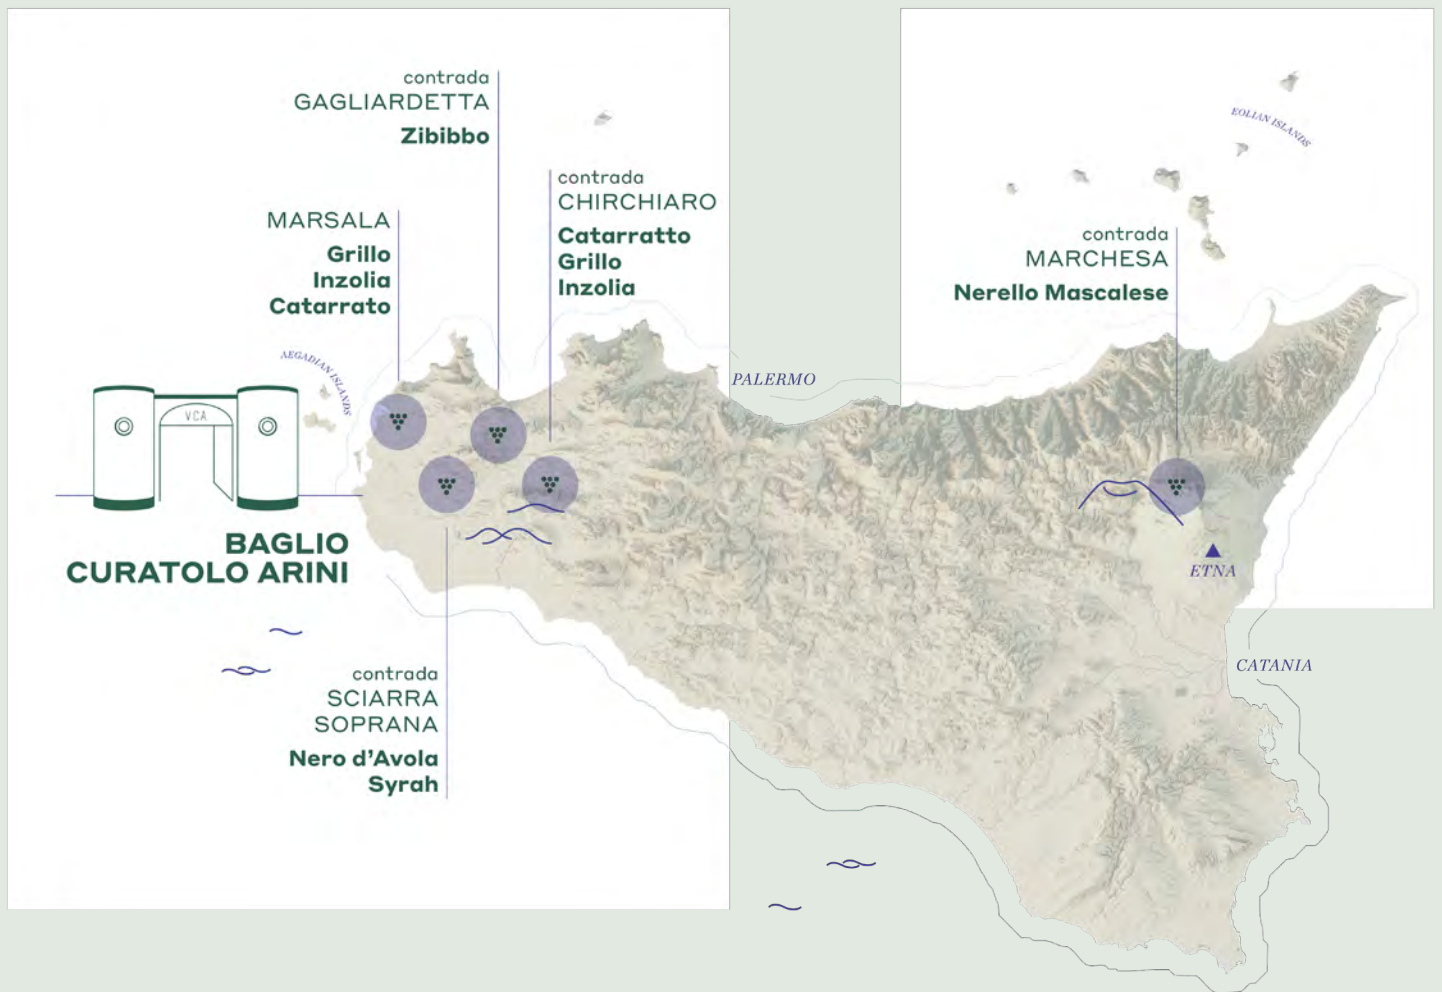 contrada
GAGLIARDETTA
Zibibbo
contrada
CHIRCHIARO
Catarratto
Grillo
Inzolia
MARSALA
Grillo
Inzolia
Catarrato
AEGADIAN ISLANDS
VCA
BAGLIO
CURATOLO ARINI
contrada
SCIARRA
SOPRANA
Nero d’Avola
Syrah
PALERMO
EOLIAN ISLANDS
contrada
MARCHESA
Nerello Mascalese
ETNA
CATANIA